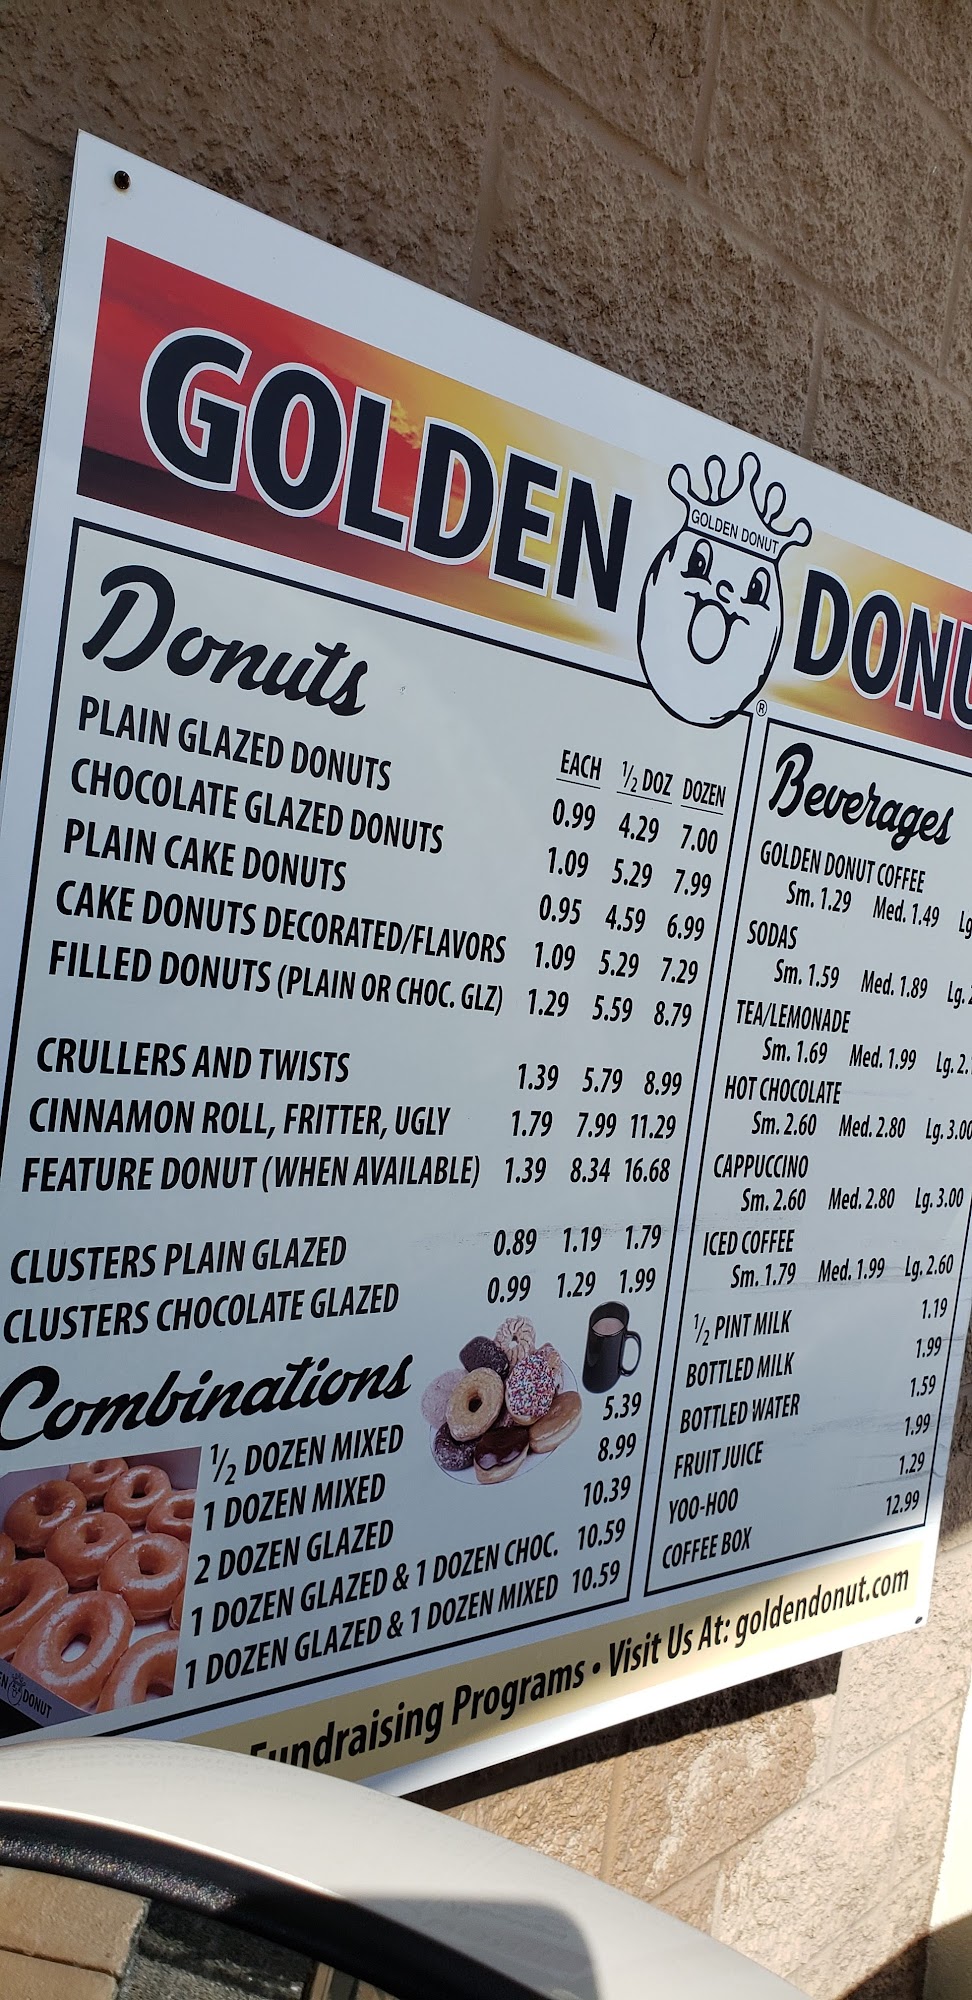 GOLDEN DONU
GOLDEN DONUT
®
Donuts
EACH 1/2 DOZ DOZEN
PLAIN GLAZED DONUTS 0.99 4.29 7.00
CHOCOLATE GLAZED DONUTS 1.09 5.29 7.99
PLAIN CAKE DONUTS 0.95 4.59 6.99
CAKE DONUTS DECORATED/FLAVORS 1.09 5.29 7.29
FILLED DONUTS (PLAIN OR CHOC. GLZ) 1.29 5.59 8.79
CRULLERS AND TWISTS 1.39 5.79 8.99
CINNAMON ROLL, FRITTER, UGLY 1.79 7.99 11.29
FEATURE DONUT (WHEN AVAILABLE) 1.39 8.34 16.68
CLUSTERS PLAIN GLAZED 0.89 1.19 1.79
CLUSTERS CHOCOLATE GLAZED 0.99 1.29 1.99
Combinations
1/2 DOZEN MIXED 5.39
1 DOZEN MIXED 8.99
2 DOZEN GLAZED 10.39
1 DOZEN GLAZED & 1 DOZEN CHOC. 10.59
1 DOZEN GLAZED & 1 DOZEN MIXED 10.59
EN DONUT
Beverages
GOLDEN DONUT COFFEE
Sm. 1.29 Med. 1.49 Lg
SODAS
Sm. 1.59 Med. 1.89 Lg.
TEA/LEMONADE
Sm. 1.69 Med. 1.99 Lg. 2.
HOT CHOCOLATE
Sm. 2.60 Med. 2.80 Lg. 3.00
CAPPUCCINO
Sm. 2.60 Med. 2.80 Lg. 3.00
ICED COFFEE
Sm. 1.79 Med. 1.99 Lg. 2.60
1/2 PINT MILK 1.19
BOTTLED MILK 1.99
BOTTLED WATER 1.59
FRUIT JUICE 1.99
YOO-HOO 1.29
COFFEE BOX 12.99
Fundraising Programs • Visit Us At: goldendonut.com